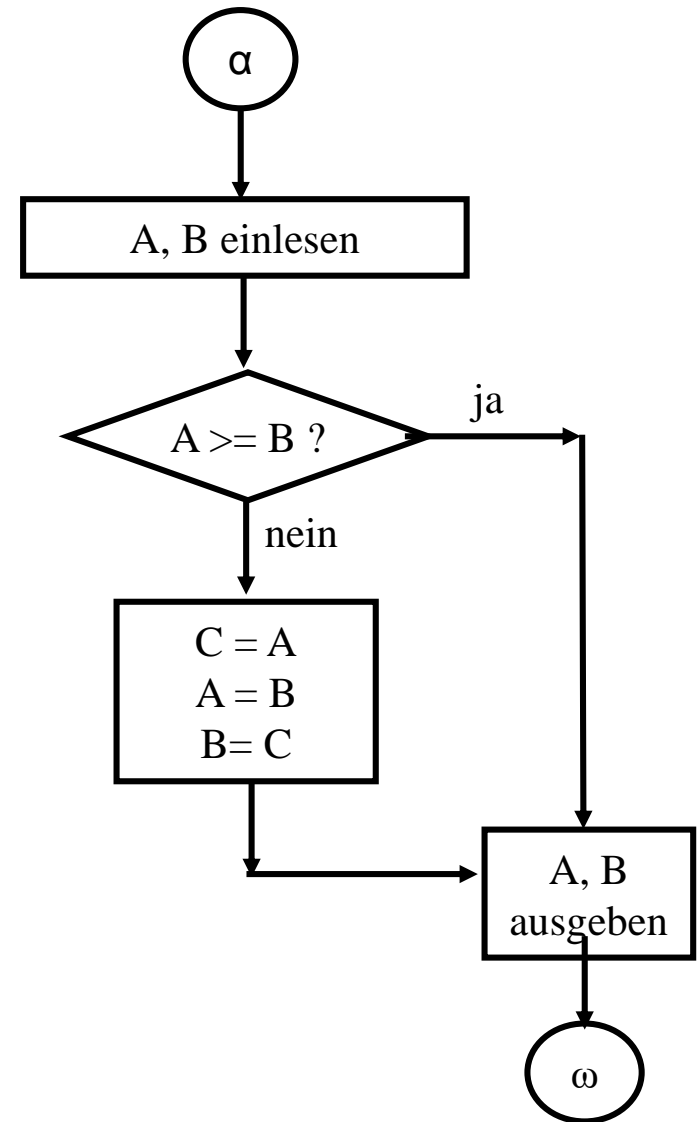 α
A, B einlesen
A >= B ?
ja
nein
C = A
A = B
B= C
A, B
ausgeben
ω